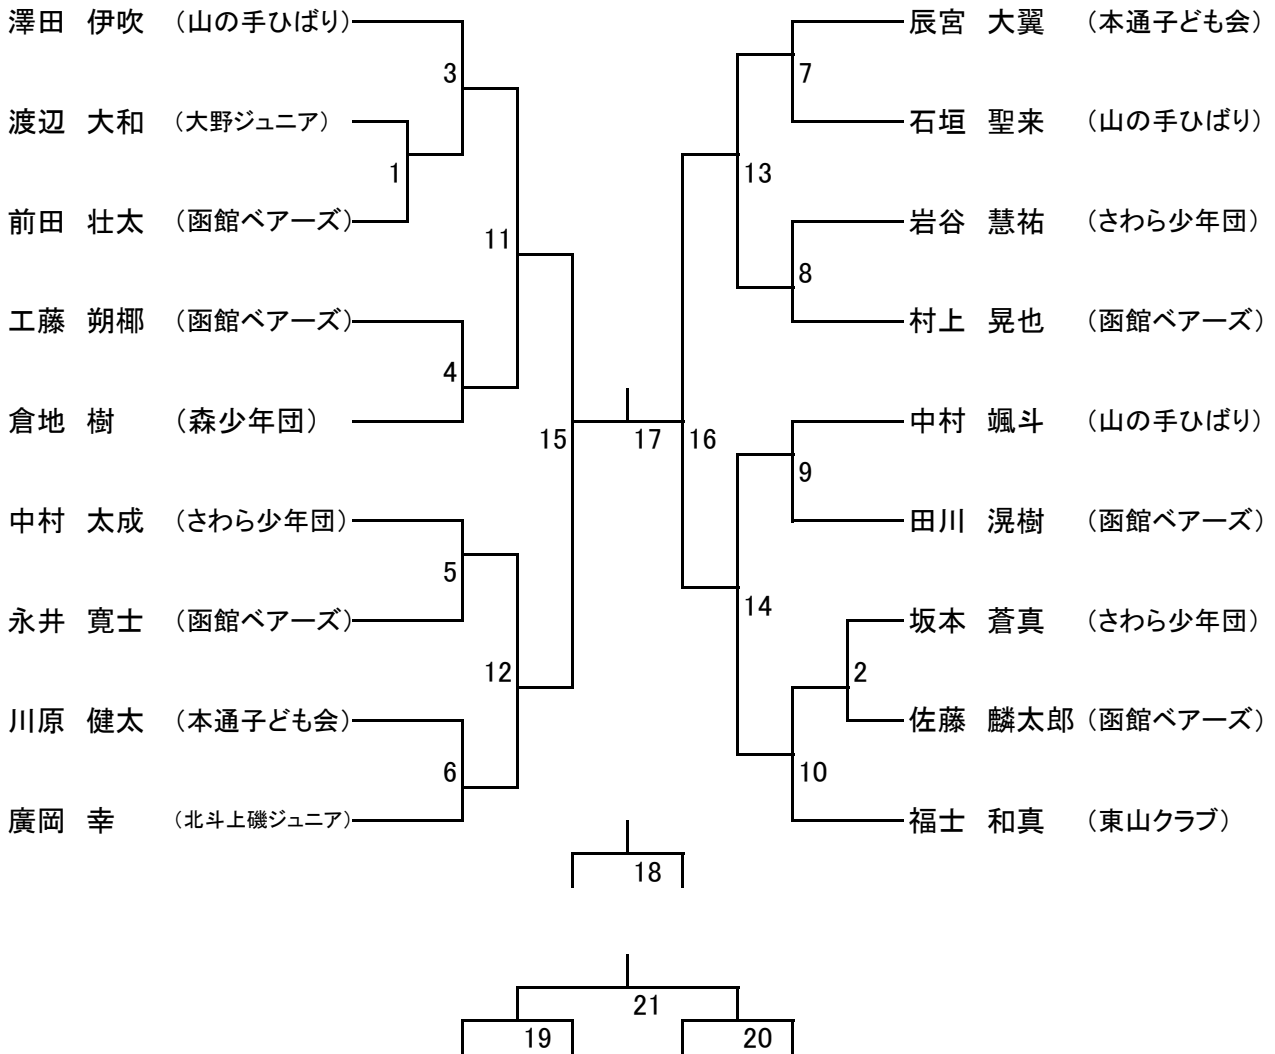 澤田 伊吹 (山の手ひばり)
3
渡辺 大和 (大野ジュニア)
1
前田 壮太 (函館ベアーズ)
11
工藤 朔椰 (函館ベアーズ)
4
倉地 樹 (森少年団)
15
中村 太成 (さわら少年団)
5
永井 寛士 (函館ベアーズ)
12
川原 健太 (本通子ども会)
6
廣岡 幸 (北斗上磯ジュニア)
17
16
辰宮 大翼 (本通子ども会)
7
石垣 聖来 (山の手ひばり)
13
岩谷 慧祐 (さわら少年団)
8
村上 晃也 (函館ベアーズ)
中村 颯斗 (山の手ひばり)
9
田川 滉樹 (函館ベアーズ)
14
坂本 蒼真 (さわら少年団)
2
佐藤 麟太郎 (函館ベアーズ)
10
福士 和真 (東山クラブ)
18
21
19
20